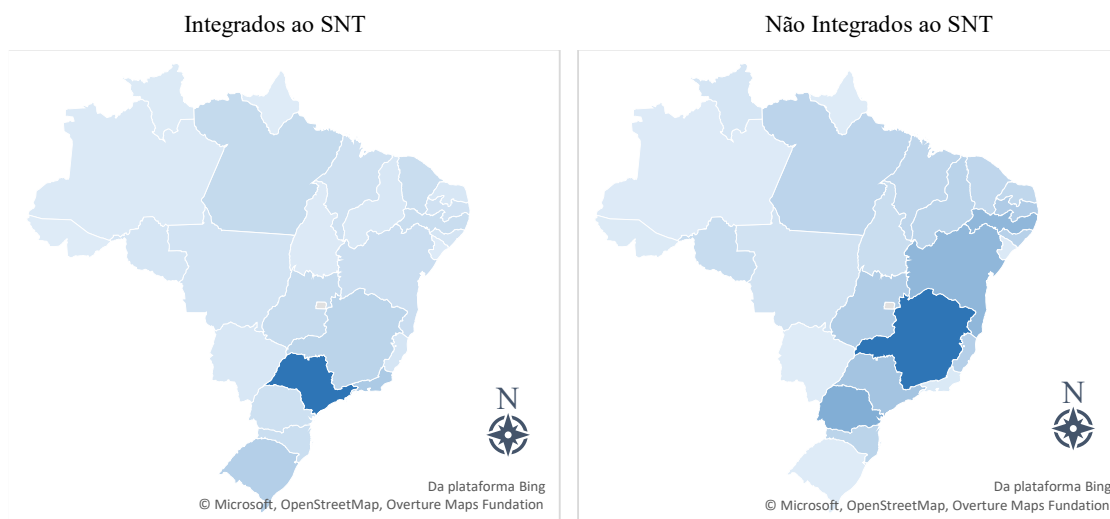 Integrados ao SNT
Não Integrados ao SNT
N
Da plataforma Bing
© Microsoft, OpenStreetMap, Overture Maps Fundation
N
Da plataforma Bing
© Microsoft, OpenStreetMap, Overture Maps Fundation